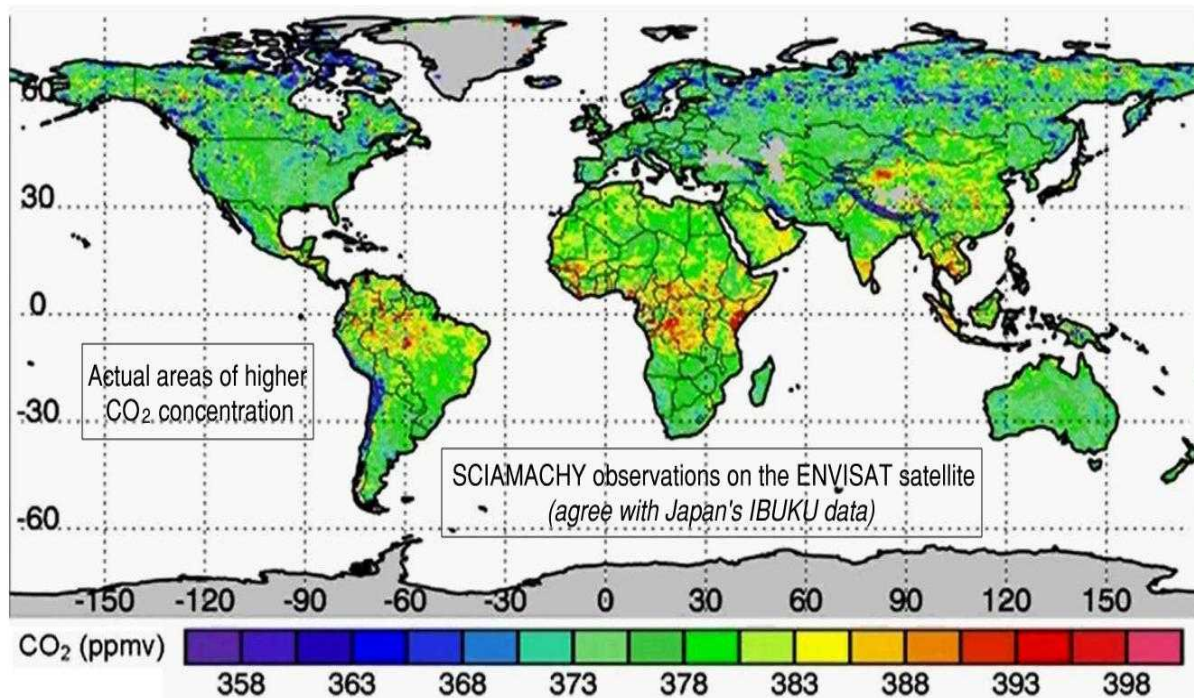 60
30
0
-30
-60
Actual areas of higher
CO₂ concentration
SCIAMACHY observations on the ENVISAT satellite
(agree with Japan's IBUKU data)
-150 -120 -90 -60 -30 0 30 60 90 120 150
CO₂ (ppmv)
358 363 368 373 378 383 388 393 398